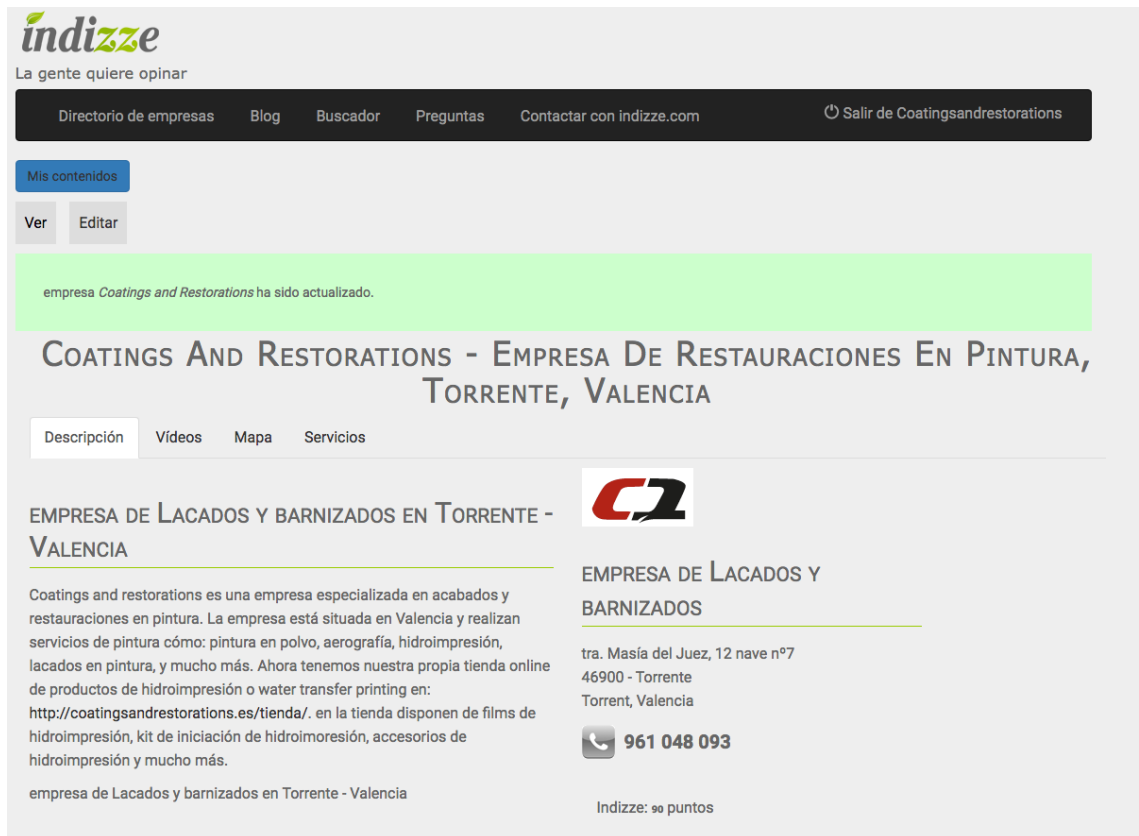 indizze
La gente quiere opinar
Directorio de empresas Blog Buscador Preguntas Contactar con indizze.com Salir de Coatingsandrestorations
Mis contenidos
Ver Editar
empresa Coatings and Restorations ha sido actualizado.
Coatings And Restorations - Empresa De Restauraciones En Pintura,
Torrente, Valencia
Descripción Vídeos Mapa Servicios
empresa de Lacados y barnizados en Torrente -
Valencia
Coatings and restorations es una empresa especializada en acabados y
restauraciones en pintura. La empresa está situada en Valencia y realizan
servicios de pintura cómo: pintura en polvo, aerografía, hidroimpresión,
lacados en pintura, y mucho más. Ahora tenemos nuestra propia tienda online
de productos de hidroimpresión o water transfer printing en:
http://coatingsandrestorations.es/tienda/. en la tienda disponen de films de
hidroimpresión, kit de iniciación de hidroimoresión, accesorios de
hidroimpresión y mucho más.
empresa de Lacados y barnizados en Torrente - Valencia
empresa de Lacados y
barnizados
tra. Masía del Juez, 12 nave nº7
46900 - Torrente
Torrent, Valencia
961 048 093
Indizze: 90 puntos